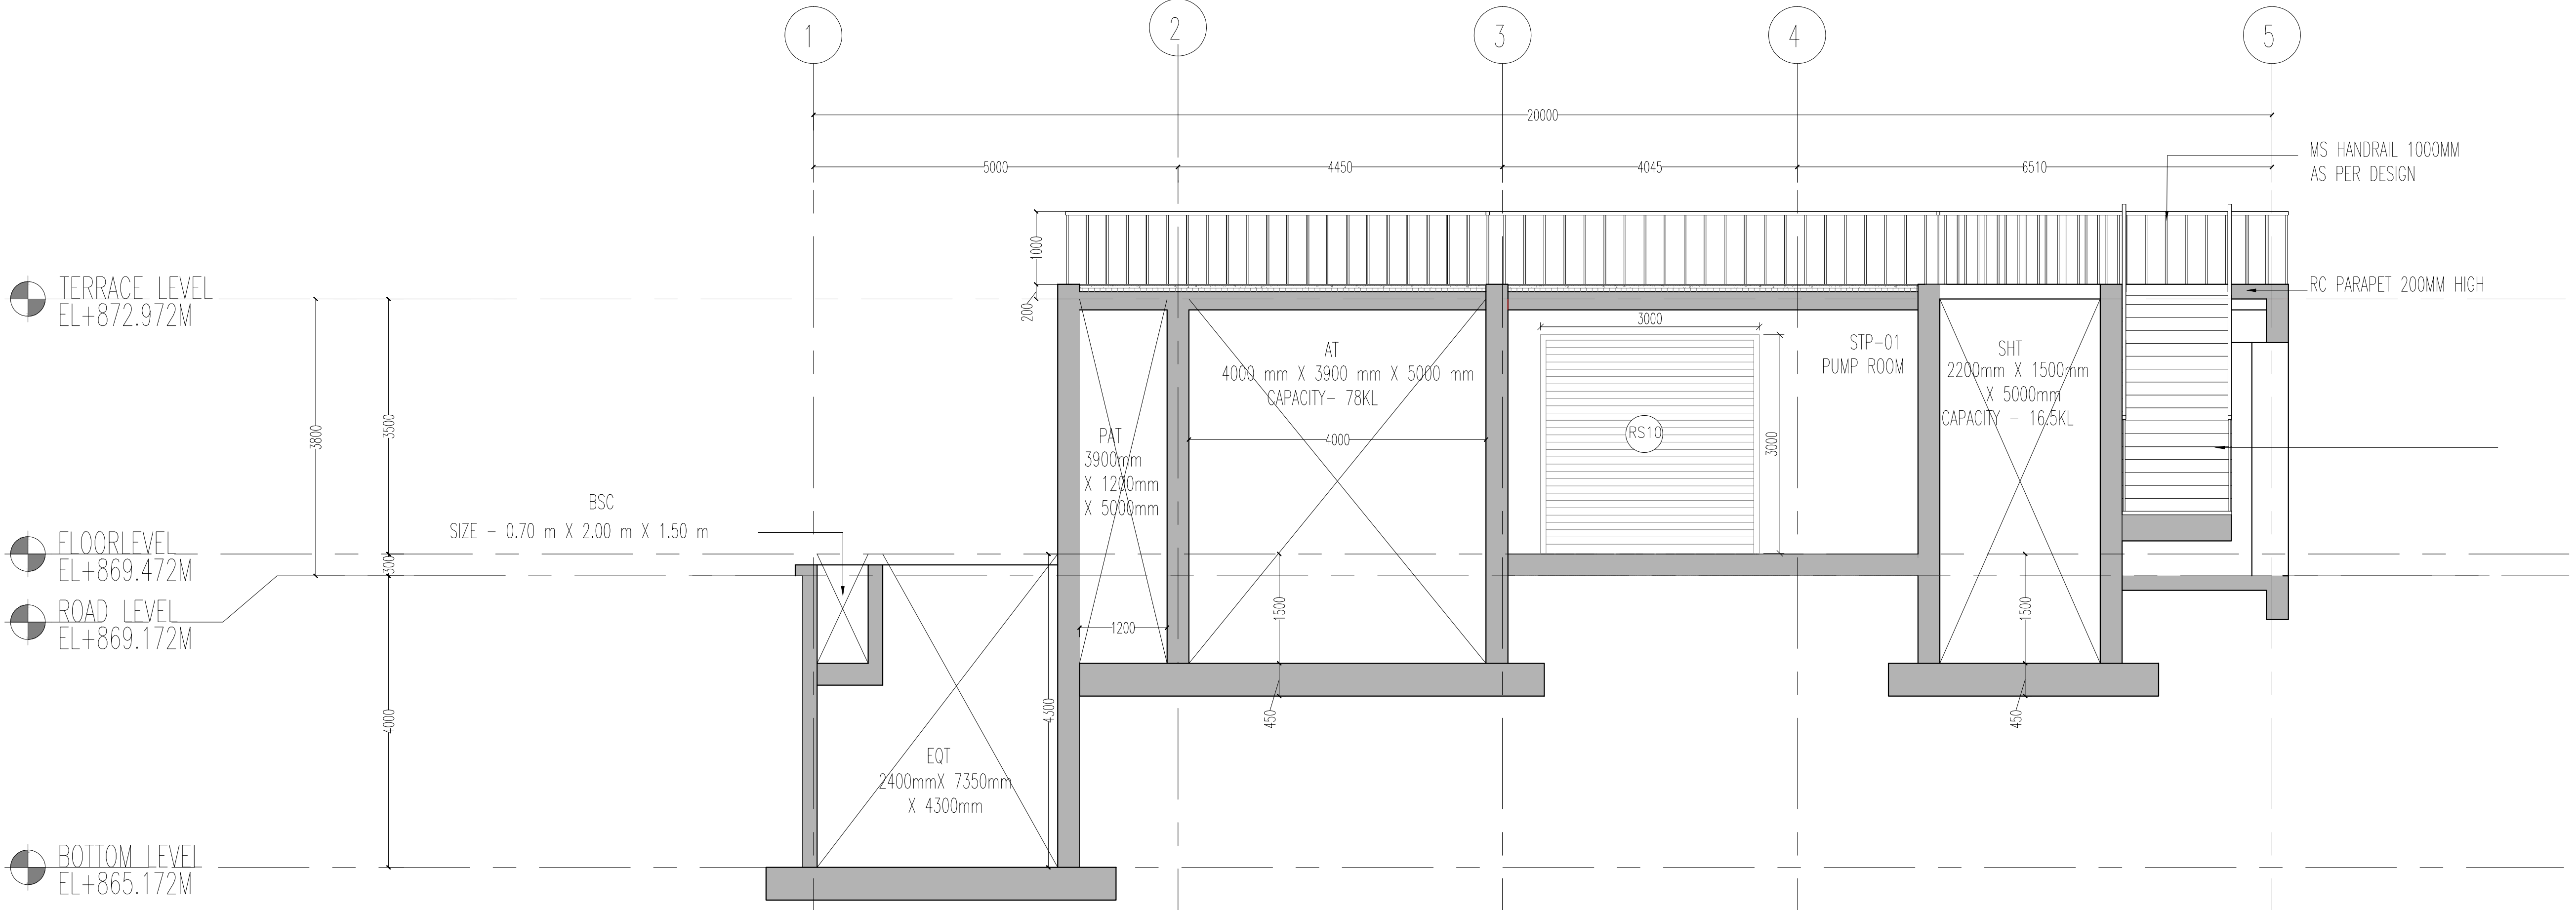 1
2
3
4
5
20000
5000
4450
4045
6510
MS HANDRAIL 1000MM
AS PER DESIGN
1000
200
TERRACE LEVEL
EL+872.972M
RC PARAPET 200MM HIGH
3000
AT
4000 mm X 3900 mm X 5000 mm
CAPACITY- 78KL
STP-01
PUMP ROOM
SHT
2200mm X 1500mm
X 5000mm
CAPACITY - 16.5KL
3800
3500
PAT
3900mm
X 1200mm
X 5000mm
4000
RS10
3000
BSC
SIZE - 0.70 m X 2.00 m X 1.50 m
FLOORLEVEL
EL+869.472M
300
ROAD LEVEL
EL+869.172M
1200
1500
1500
4000
4300
450
450
EQT
2400mmX 7350mm
X 4300mm
BOTTOM LEVEL
EL+865.172M